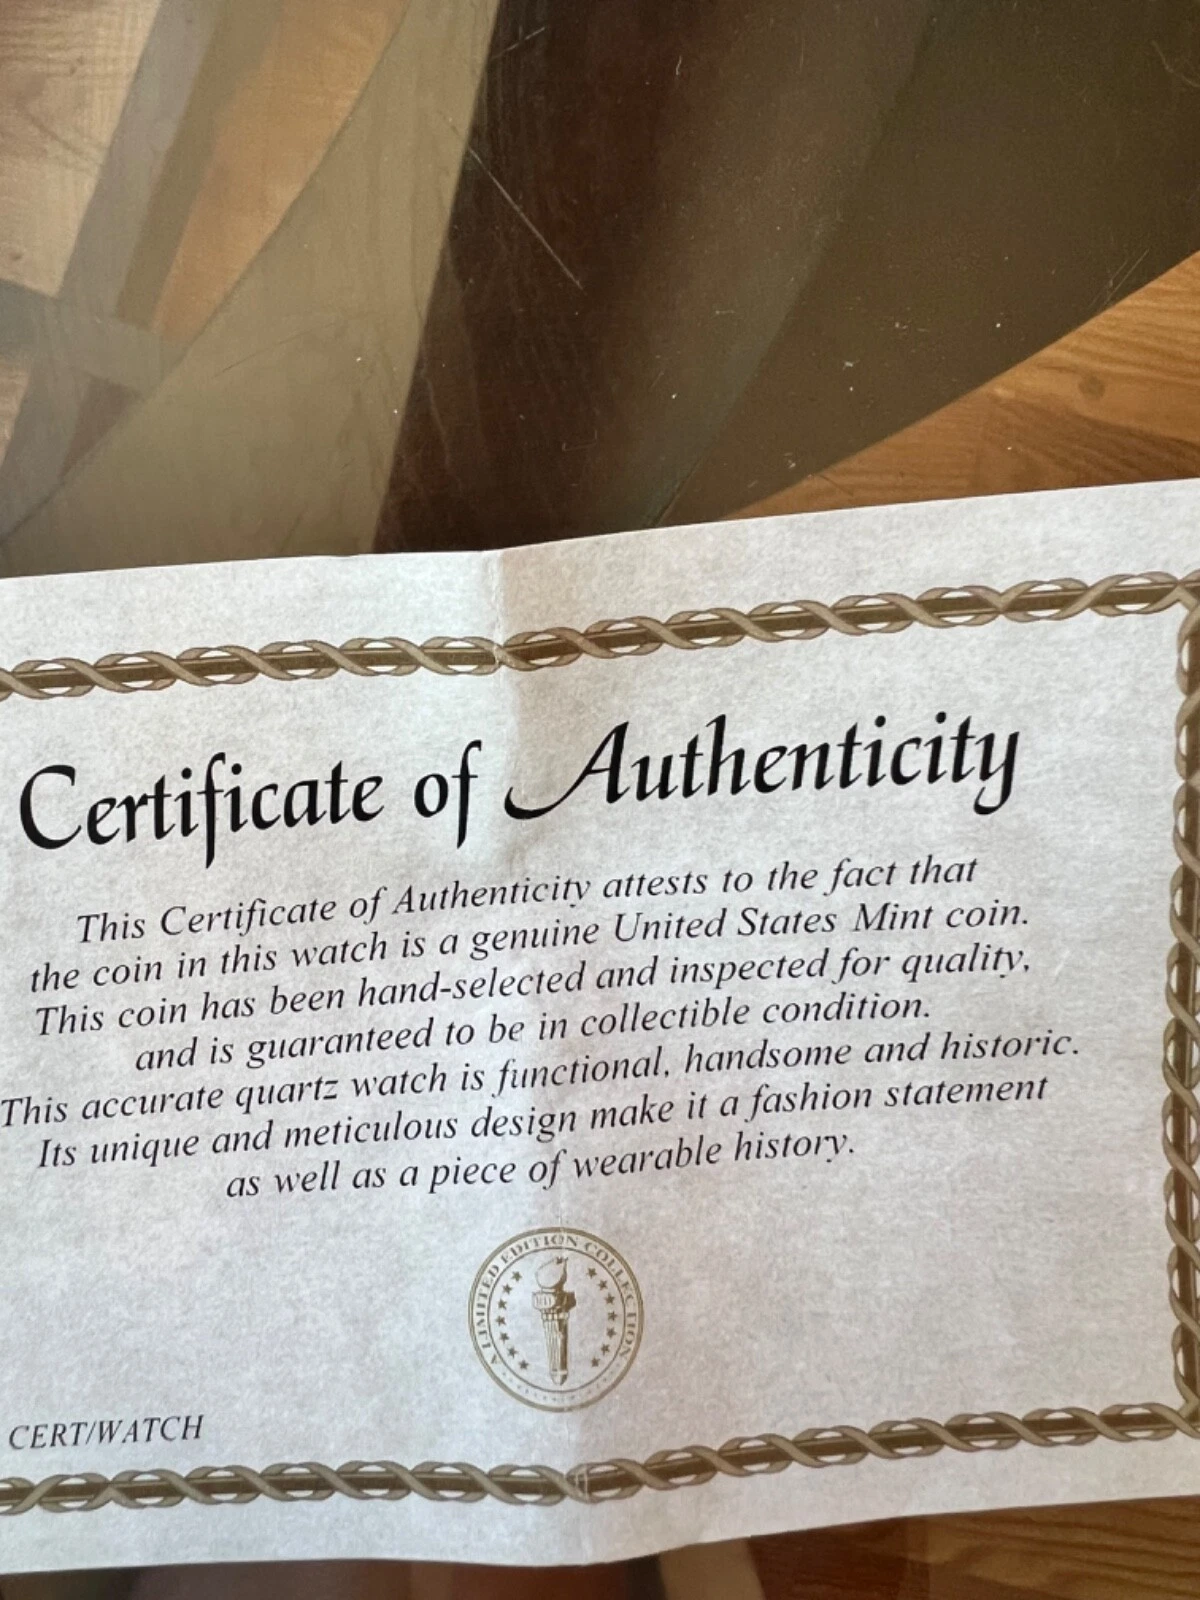 Certificate of Authenticity
This Certificate of Authenticity attests to the fact that
the coin in this watch is a genuine United States Mint coin.
This coin has been hand-selected and inspected for quality,
and is guaranteed to be in collectible condition.
This accurate quartz watch is functional, handsome and historic.
Its unique and meticulous design make it a fashion statement
as well as a piece of wearable history.
A LIMITED EDITION COLLECTION
CERT/WATCH